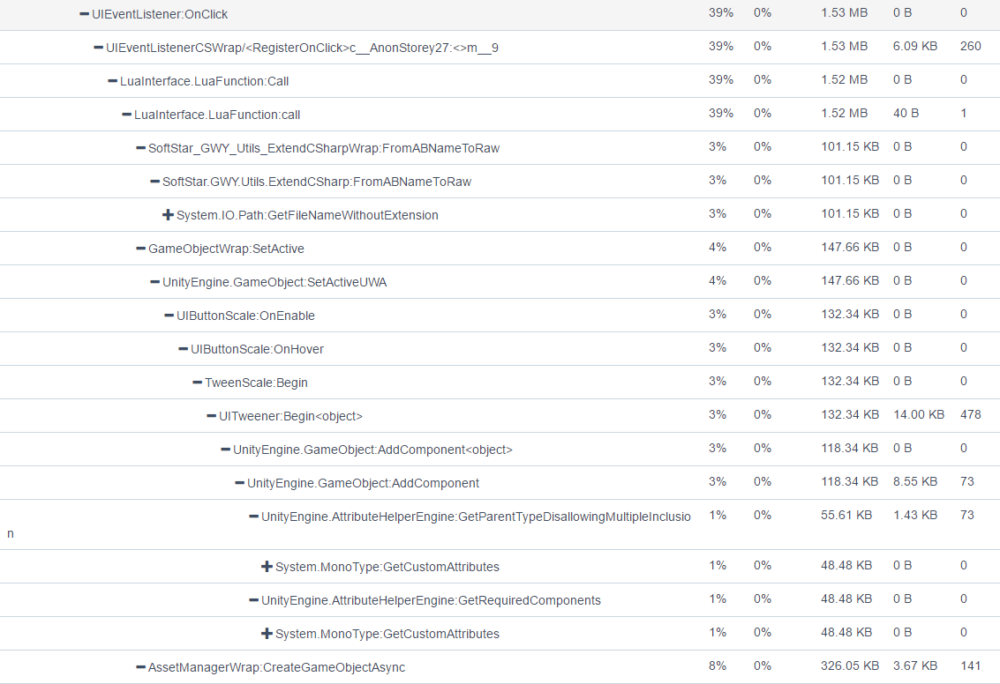 UIEventListener:OnClick 39% 0% 1.53 MB 0 B 0
UIEventListenerCSWrap/<RegisterOnClick>c__AnonStorey27:<>m__9 39% 0% 1.53 MB 6.09 KB 260
LuaInterface.LuaFunction:Call 39% 0% 1.52 MB 0 B 0
LuaInterface.LuaFunction:call 39% 0% 1.52 MB 40 B 1
SoftStar_GWY_Utils_ExtendCSharpWrap:FromABNameToRaw 3% 0% 101.15 KB 0 B 0
SoftStar.GWY.Utils.ExtendCSharp:FromABNameToRaw 3% 0% 101.15 KB 0 B 0
System.IO.Path:GetFileNameWithoutExtension 3% 0% 101.15 KB 0 B 0
GameObjectWrap:SetActive 4% 0% 147.66 KB 0 B 0
UnityEngine.GameObject:SetActiveUWA 4% 0% 147.66 KB 0 B 0
UIButtonScale:OnEnable 3% 0% 132.34 KB 0 B 0
UIButtonScale:OnHover 3% 0% 132.34 KB 0 B 0
TweenScale:Begin 3% 0% 132.34 KB 0 B 0
UITweener:Begin<object> 3% 0% 132.34 KB 14.00 KB 478
UnityEngine.GameObject:AddComponent<object> 3% 0% 118.34 KB 0 B 0
UnityEngine.GameObject:AddComponent 3% 0% 118.34 KB 8.55 KB 73
UnityEngine.AttributeHelperEngine:GetParentTypeDisallowingMultipleInclusio 1% 0% 55.61 KB 1.43 KB 73
n
System.MonoType:GetCustomAttributes 1% 0% 48.48 KB 0 B 0
UnityEngine.AttributeHelperEngine:GetRequiredComponents 1% 0% 48.48 KB 0 B 0
System.MonoType:GetCustomAttributes 1% 0% 48.48 KB 0 B 0
AssetManagerWrap:CreateGameObjectAsync 8% 0% 326.05 KB 3.67 KB 141